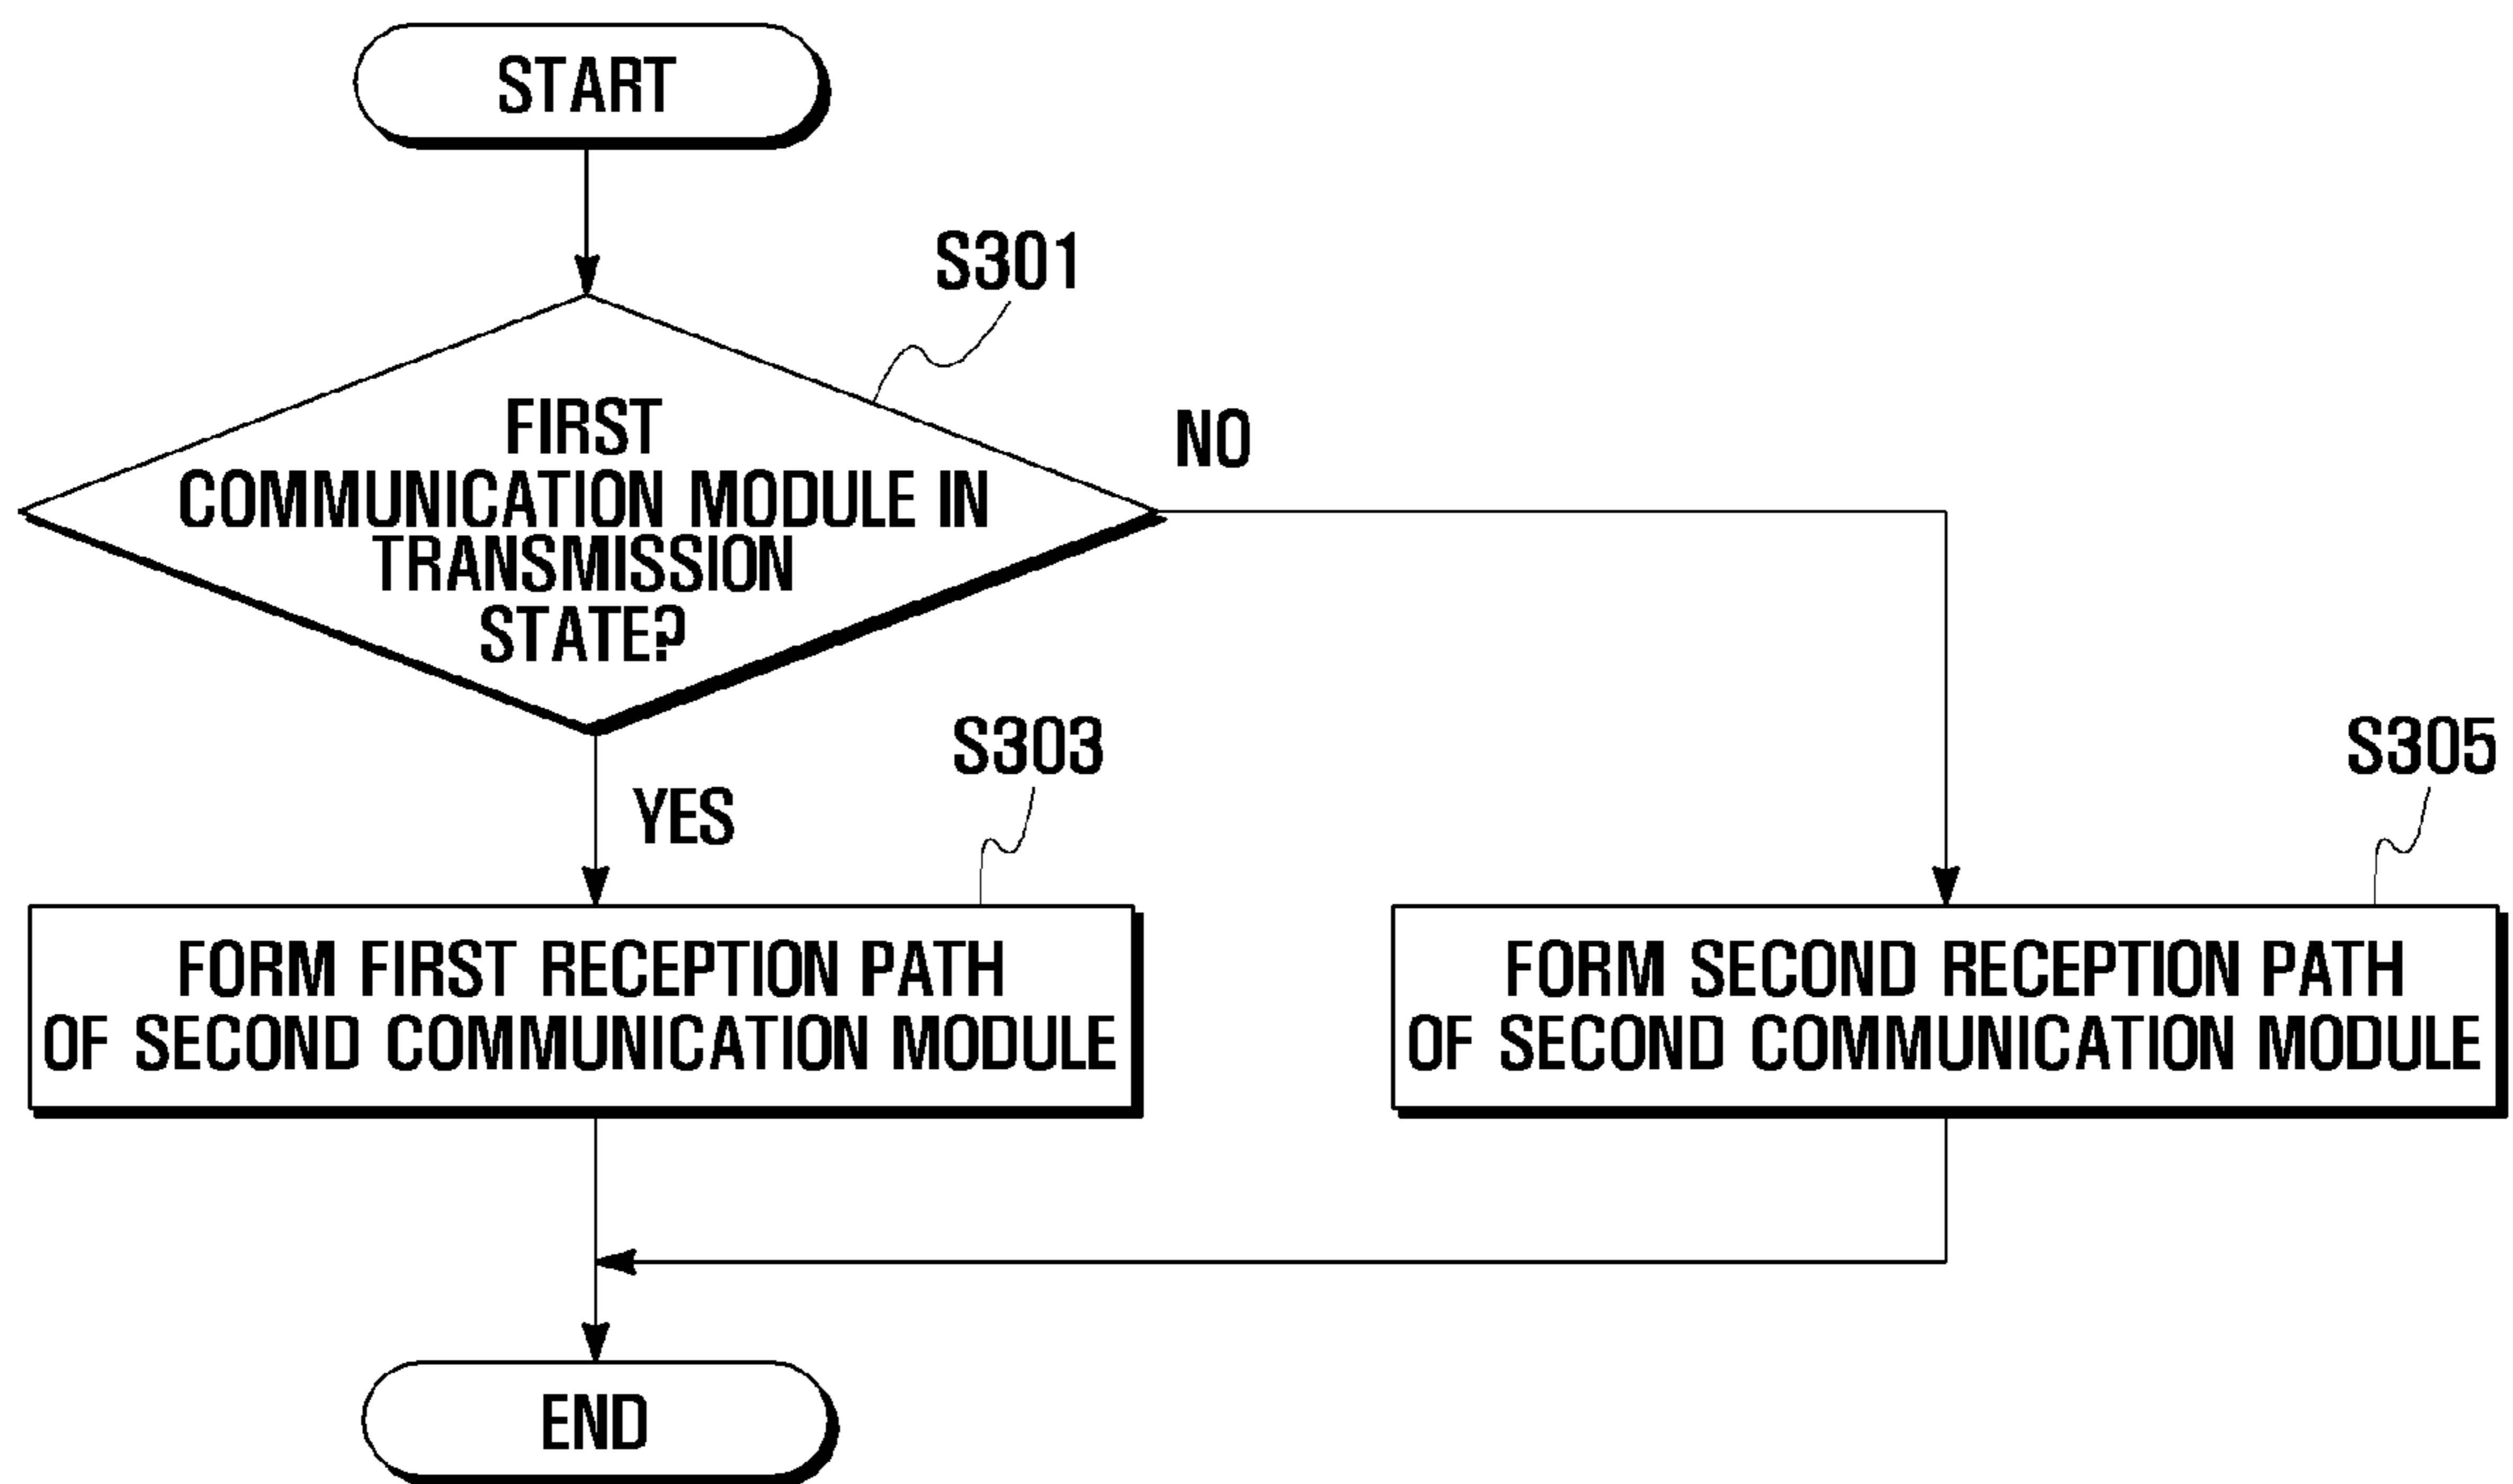 START
S301
FIRST
COMMUNICATION MODULE IN
TRANSMISSION
STATE?
NO
YES
S303
S305
FORM FIRST RECEPTION PATH
OF SECOND COMMUNICATION MODULE
FORM SECOND RECEPTION PATH
OF SECOND COMMUNICATION MODULE
END